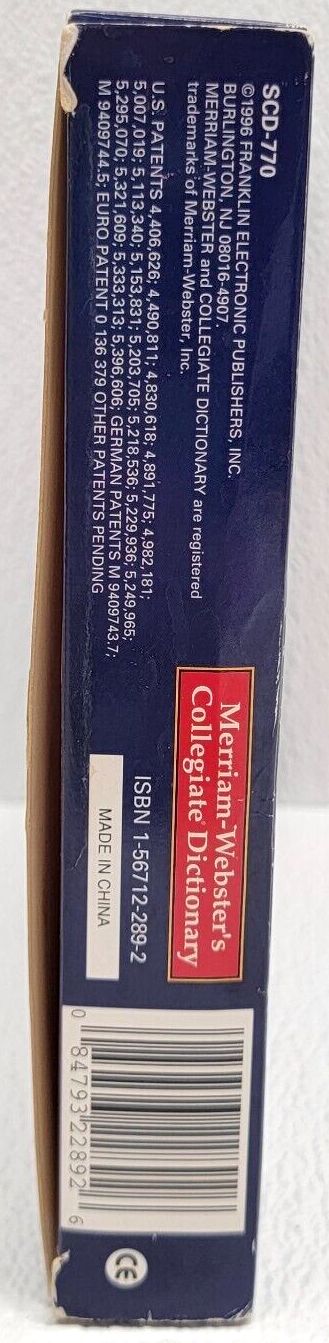 SCD-770
©1996 FRANKLIN ELECTRONIC PUBLISHERS, INC.
BURLINGTON, NJ 08016-4907.
MERRIAM-WEBSTER and COLLEGIATE DICTIONARY are registered
trademarks of Merriam-Webster, Inc.
U.S. PATENTS 4,406,626; 4,490,811; 4,830,618; 4,891,775; 4,982,181;
5,007,019; 5,113,340; 5,153,831; 5,203,705; 5,218,536; 5,229,936; 5,249,965;
5,295,070; 5,321,609; 5,333,313; 5,396,606; GERMAN PATENTS M 9409743.7;
M 9409744.5; EURO PATENT 0 136 379 OTHER PATENTS PENDING
Merriam-Webster's
Collegiate® Dictionary
ISBN 1-56712-289-2
MADE IN CHINA
0 84793 22892 6
CE